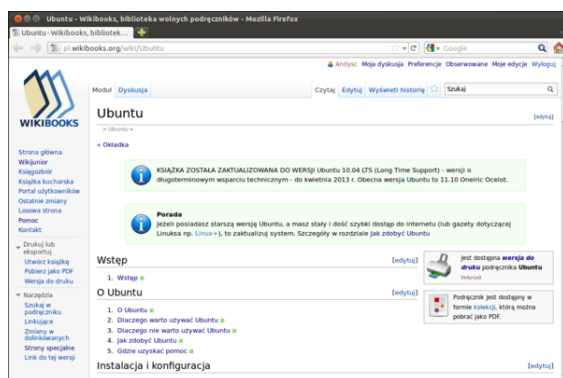 Ubuntu - Wikibooks, biblioteka wolnych podręczników - Mozilla Firefox
Ubuntu - Wikibooks, bibliotek...
pl.wikibooks.org/wiki/Ubuntu
Google
Andysc Moja dyskusja Preferencje Obserwowane Moje edycje Wyloguj
Moduł Dyskusja Czytaj Edytuj Wyświetl historię Szukaj
WIKIBOOKS
Ubuntu [edytuj]
> Ubuntu »
« Okładka
Strona główna
Wikijunior
Księgozbiór
Książka kucharska
Portal użytkowników
Ostatnie zmiany
Losowa strona
Pomoc
Kontakt
Drukuj lub eksportuj
Utwórz książkę
Pobierz jako PDF
Wersja do druku
Narzędzia
Szukaj w
podręczniku
Linkujące
Zmiany w
dolinkowanych
Strony specjalne
Link do tej wersji
KSIĄŻKA ZOSTAŁA ZAKTUALIZOWANA DO WERSJI Ubuntu 10.04 LTS (Long Time Support) - wersji o
długoterminowym wsparciu technicznym - do kwietnia 2013 r. Obecna wersja Ubuntu to 11.10 Oneiric Ocelot.
Porada
Jeżeli posiadasz starszą wersję Ubuntu, a masz stały i dość szybki dostęp do internetu (lub gazety dotyczącej
Linuksa np. Linux+), to zaktualizuj system. Szczegóły w rozdziale Jak zdobyć Ubuntu
Wstęp [edytuj]
1. Wstęp
O Ubuntu [edytuj]
1. O Ubuntu
2. Dlaczego warto używać Ubuntu
3. Dlaczego nie warto używać Ubuntu
4. Jak zdobyć Ubuntu
5. Gdzie uzyskać pomoc
Jest dostępna wersja do
druku podręcznika Ubuntu
(edycja)
Podręcznik jest dostępny w
formie kolekcji, którą można
pobrać jako PDF.
Instalacja i konfiguracja [edytuj]